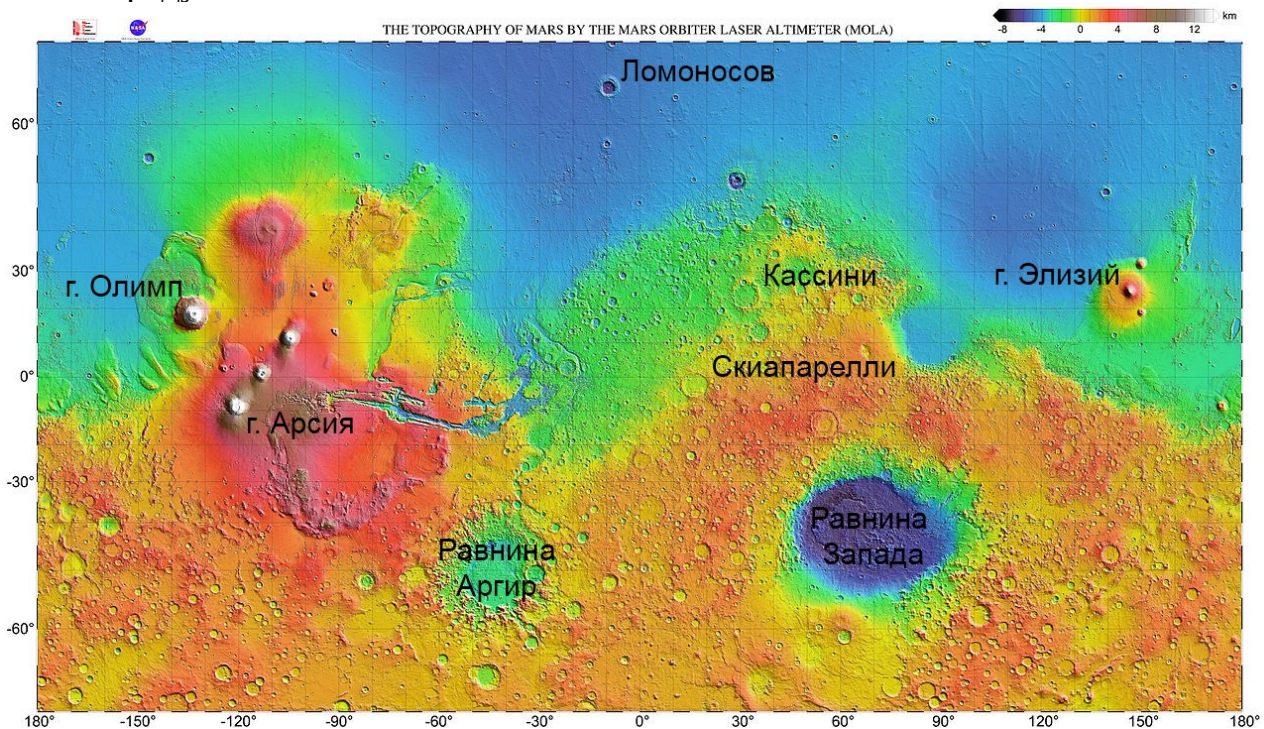 THE TOPOGRAPHY OF MARS BY THE MARS ORBITER LASER ALTIMETER (MOLA)
km
-8 -4 0 4 8 12
NASA
Ломоносов
60°
30°
г. Олимп
Кассини
г. Элизий
0°
Скиапарелли
г. Арсия
-30°
Равнина
Запада
Равнина
Аргир
-60°
180° -150° -120° -90° -60° -30° 0° 30° 60° 90° 120° 150° 180°